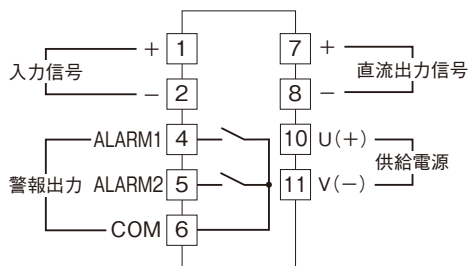 入力信号
+ 1
− 2
ALARM1 4
警報出力 ALARM2 5
COM 6
7 +
8 −
直流出力信号
10 U(+)
11 V(−)
供給電源